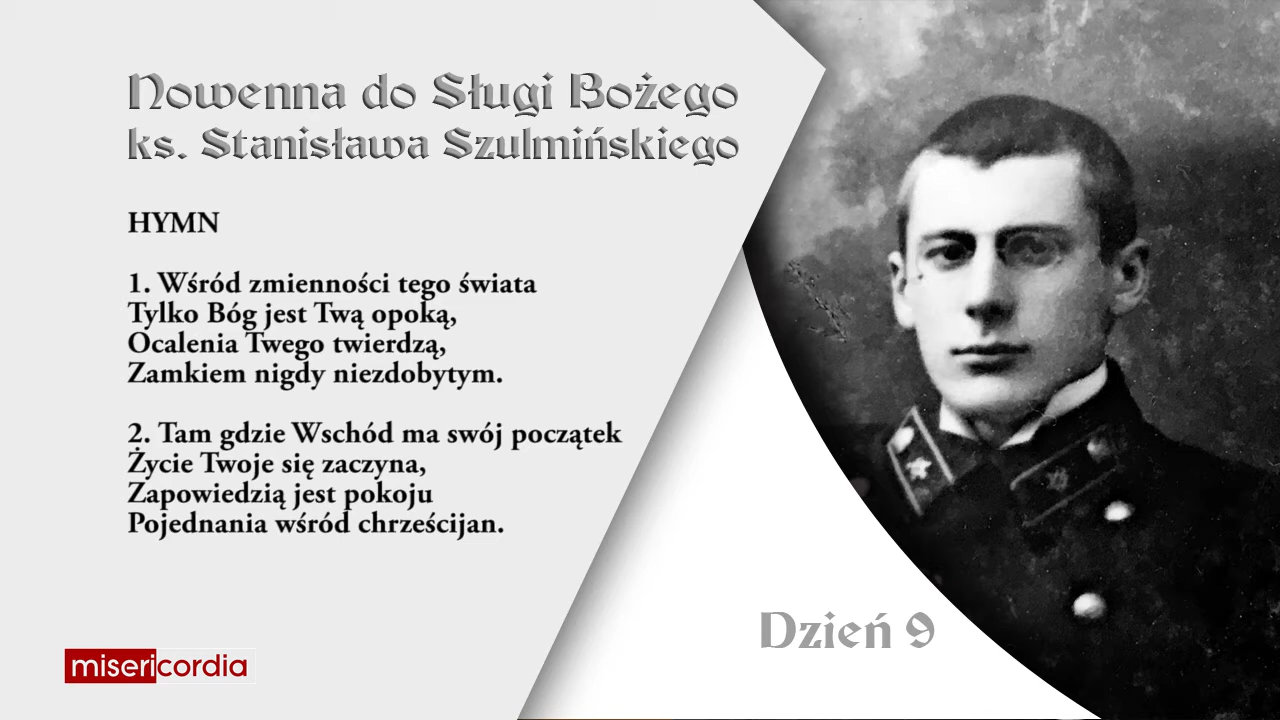 Nowenna do Sługi Bożego
ks. Stanisława Szulmińskiego
HYMN
1. Wśród zmienności tego świata
Tylko Bóg jest Twą opoką,
Ocalenia Twego twierdzą,
Zamkiem nigdy niezdobytym.
2. Tam gdzie Wschód ma swój początek
Życie Twoje się zaczyna,
Zapowiedzią jest pokoju
Pojednania wśród chrześcijan.
Dzień 9
misericordia